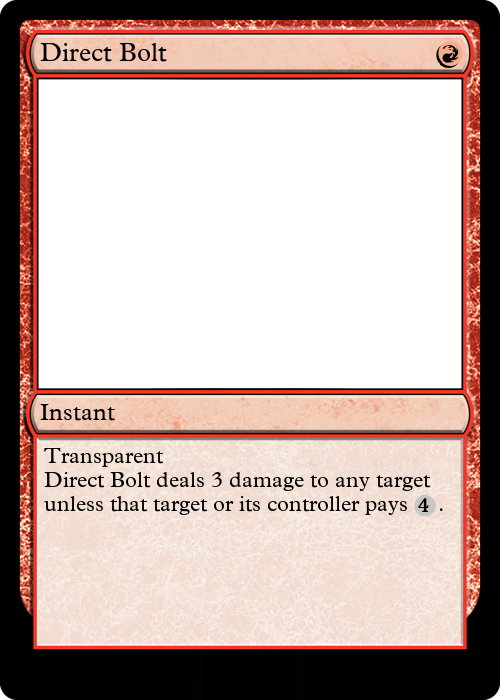 Direct Bolt
Instant
Transparent
Direct Bolt deals 3 damage to any target
unless that target or its controller pays 4.